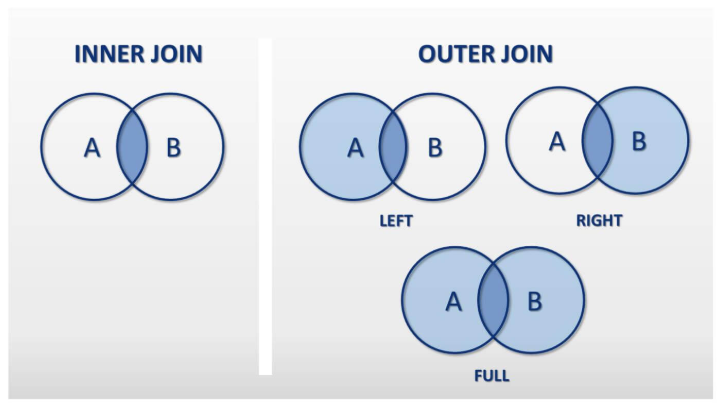 INNER JOIN
A B
OUTER JOIN
A B
LEFT
A B
RIGHT
A B
FULL